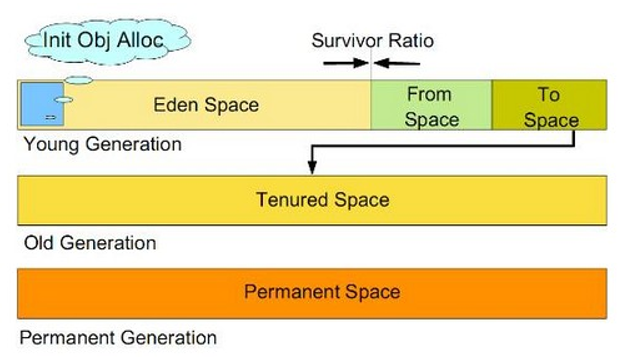 Init Obj Alloc
Survivor Ratio
Eden Space
From
Space
To
Space
Young Generation
Tenured Space
Old Generation
Permanent Space
Permanent Generation